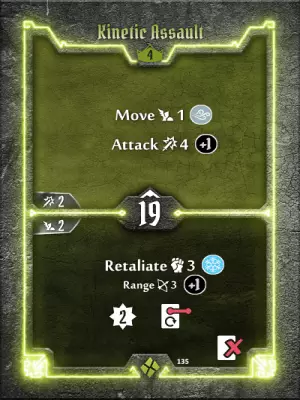 Kinetic Assault
4
Move 1
Attack 4 +1
2
19
2
Retaliate 3
Range 3 +1
2
135